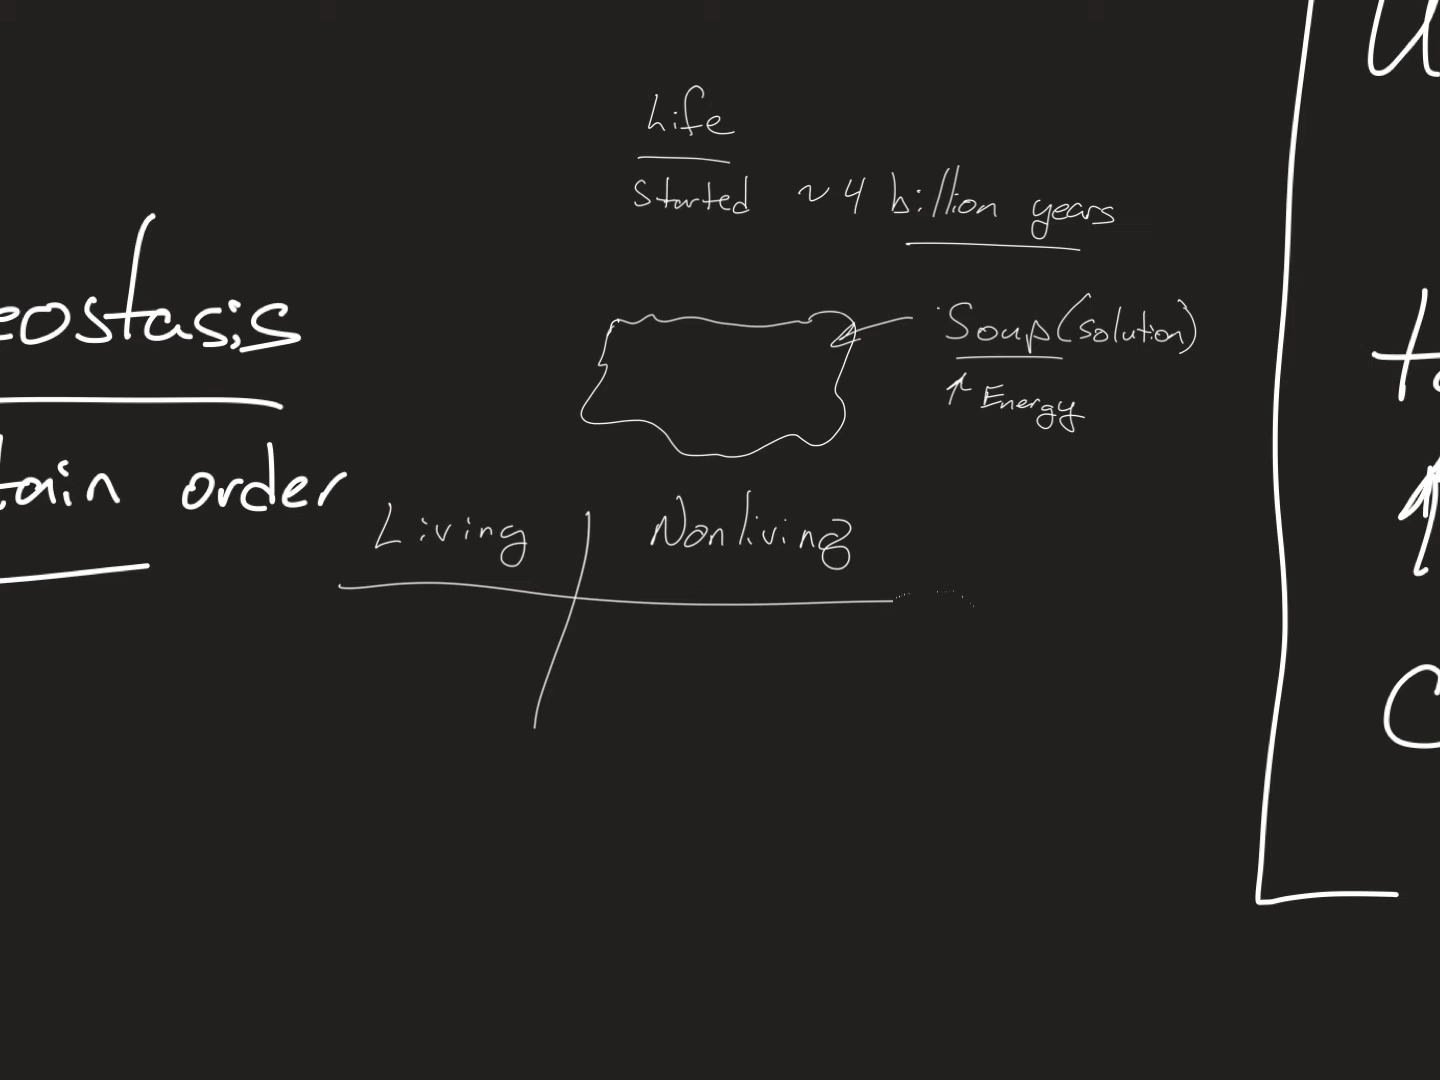 Life
Started ~4 billion years
eostasis
Soup (solution)
↑ Energy
tain order
Living
Nonliving